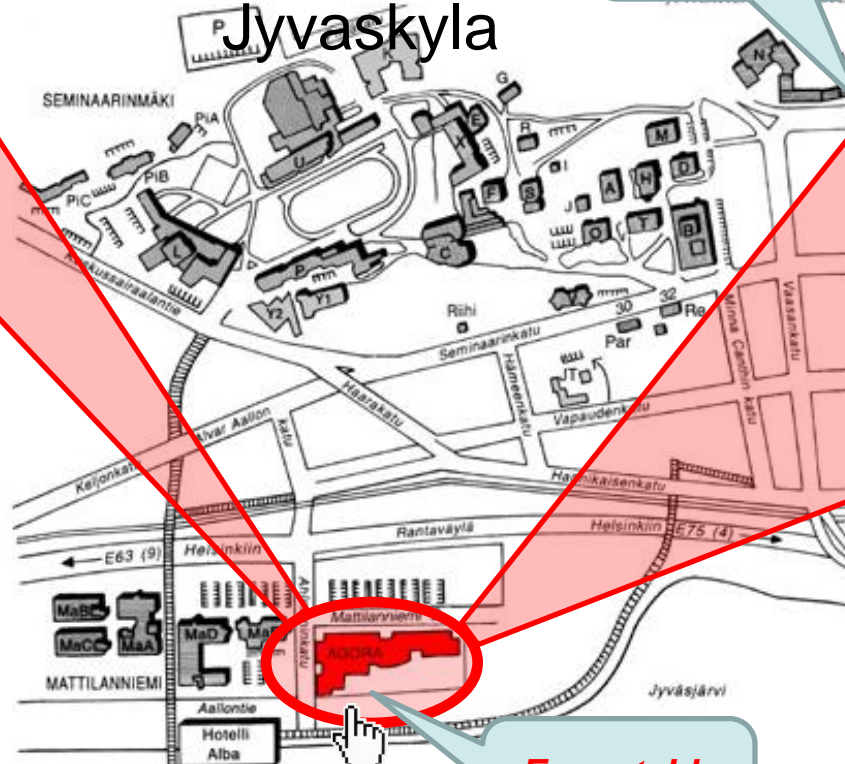 Jyvaskyla
P
K
SEMINAARINMÄKI
N
G
PiA
E
R
M
U
X
PiB
I
D
H
A
F
S
PiC
J
T
O
B
L
C
P
Y2
Y1
V
Riihi
30
32
Re
Par
Seminaarinkatu
Minna Canthin katu
Vaasankatu
JT
Hämeenkatu
Haarakatu
Vapaudenkatu
Alvar Aallon
katu
Keljonkatu
Hannikaisenkatu
Rantaväylä
Helsinkiin E75 (4)
E63 (9) Helsinkiin
MaB
MaC
MaA
MaD
Mattilanniemi
AGORA
MATTILANNIEMI
Jyväsjärvi
Aallontie
Hotelli
Alba